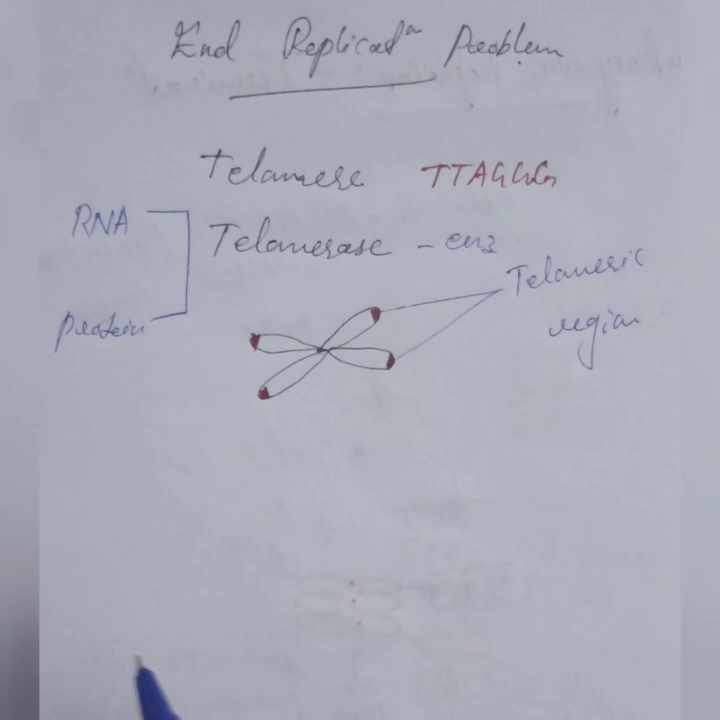 End Replicatⁿ Problem
Telomere TTAGGG
RNA
Telomerase - enz
Telomeric
region
Protein